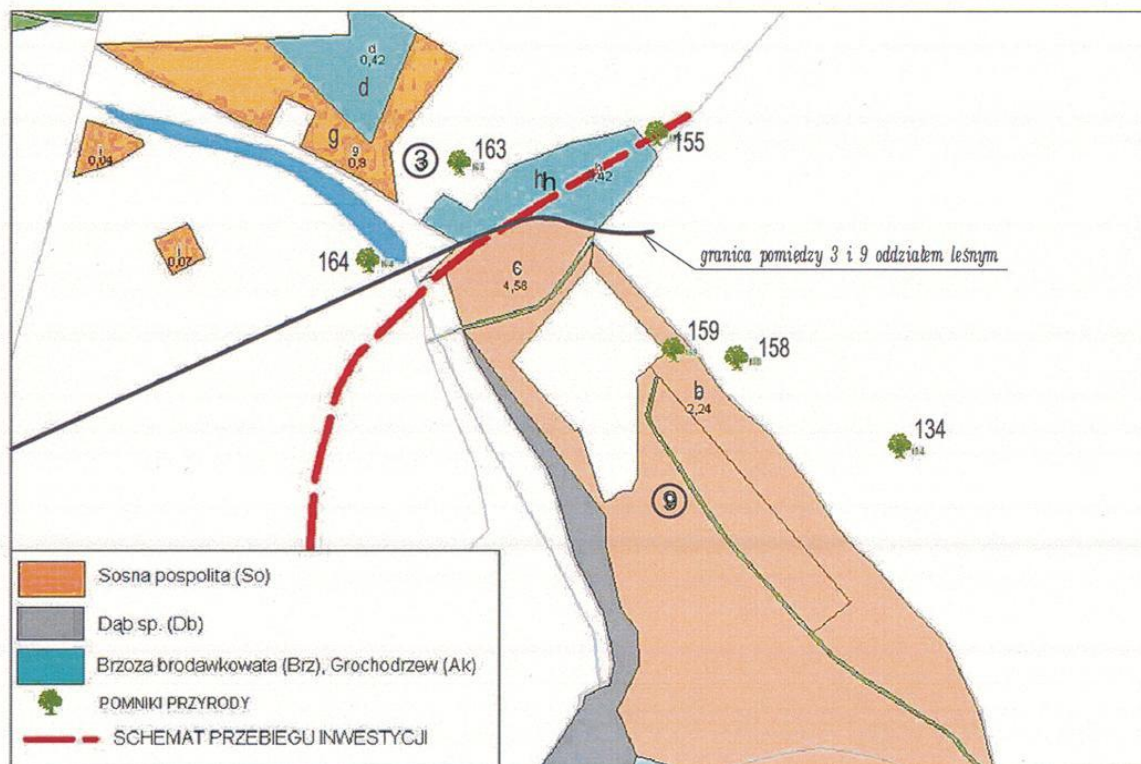 d
0,42
d
g
g
0,8
i
0,04
j
0,07
3
163
155
h
h
164
granica pomiędzy 3 i 9 oddziałem leśnym
c
4,58
159
158
b
2,24
134
9
Sosna pospolita (So)
Dąb sp. (Db)
Brzoza brodawkowata (Brz), Grochodrzew (Ak)
POMNIKI PRZYRODY
SCHEMAT PRZEBIEGU INWESTYCJI